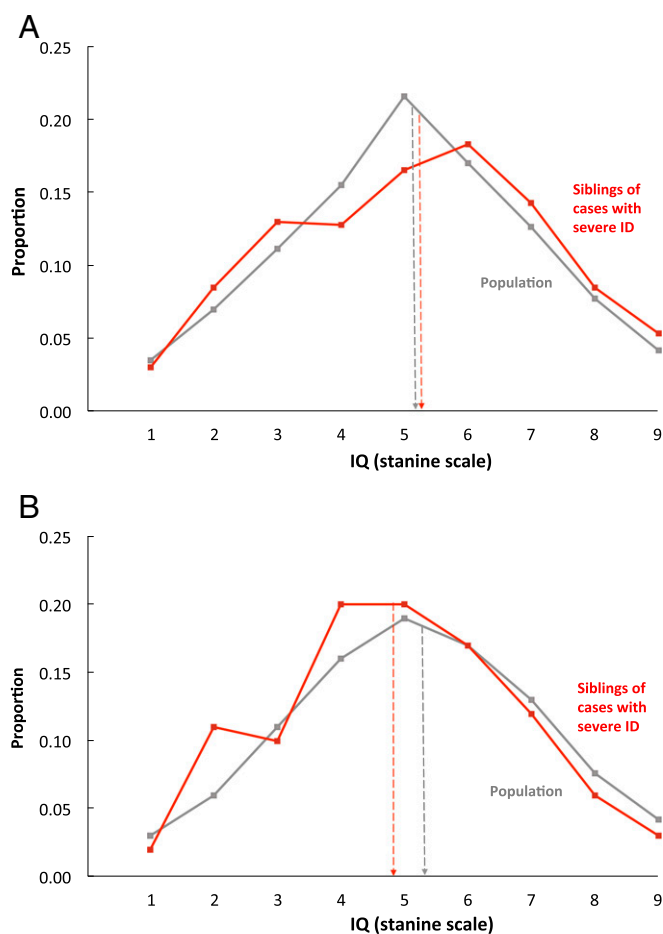 A
0.25
0.20
0.15
0.10
0.05
0.00
Proportion
Siblings of
cases with
severe ID
Population
1 2 3 4 5 6 7 8 9
IQ (stanine scale)
B
0.25
0.20
0.15
0.10
0.05
0.00
Proportion
Siblings of
cases with
severe ID
Population
1 2 3 4 5 6 7 8 9
IQ (stanine scale)